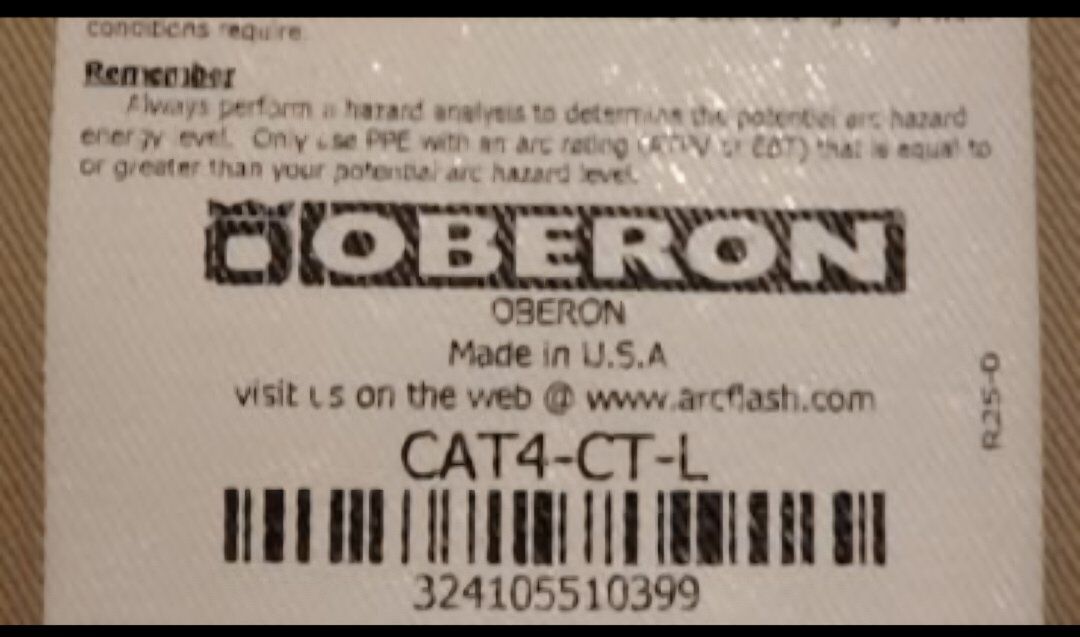 conditions require.
Remember
Always perform a hazard analysis to determine the potential arc hazard
energy level. Only use PPE with an arc rating (ATPV or EBT) that is equal to
or greater than your potential arc hazard level.
OBERON
OBERON
Made in U.S.A
visit us on the web @ www.arcflash.com
R25-0
CAT4-CT-L
324105510399